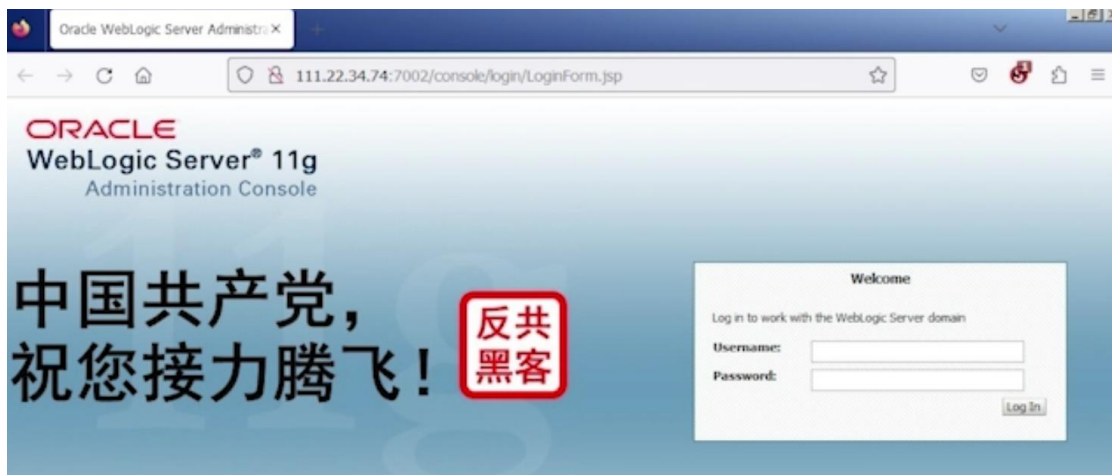 Oracle WebLogic Server Administra
111.22.34.74:7002/console/login/LoginForm.jsp
ORACLE
WebLogic Server® 11g
Administration Console
11g
中国共产党,
祝您接力腾飞!
反共
黑客
Welcome
Log in to work with the WebLogic Server domain
Username:
Password:
Log In